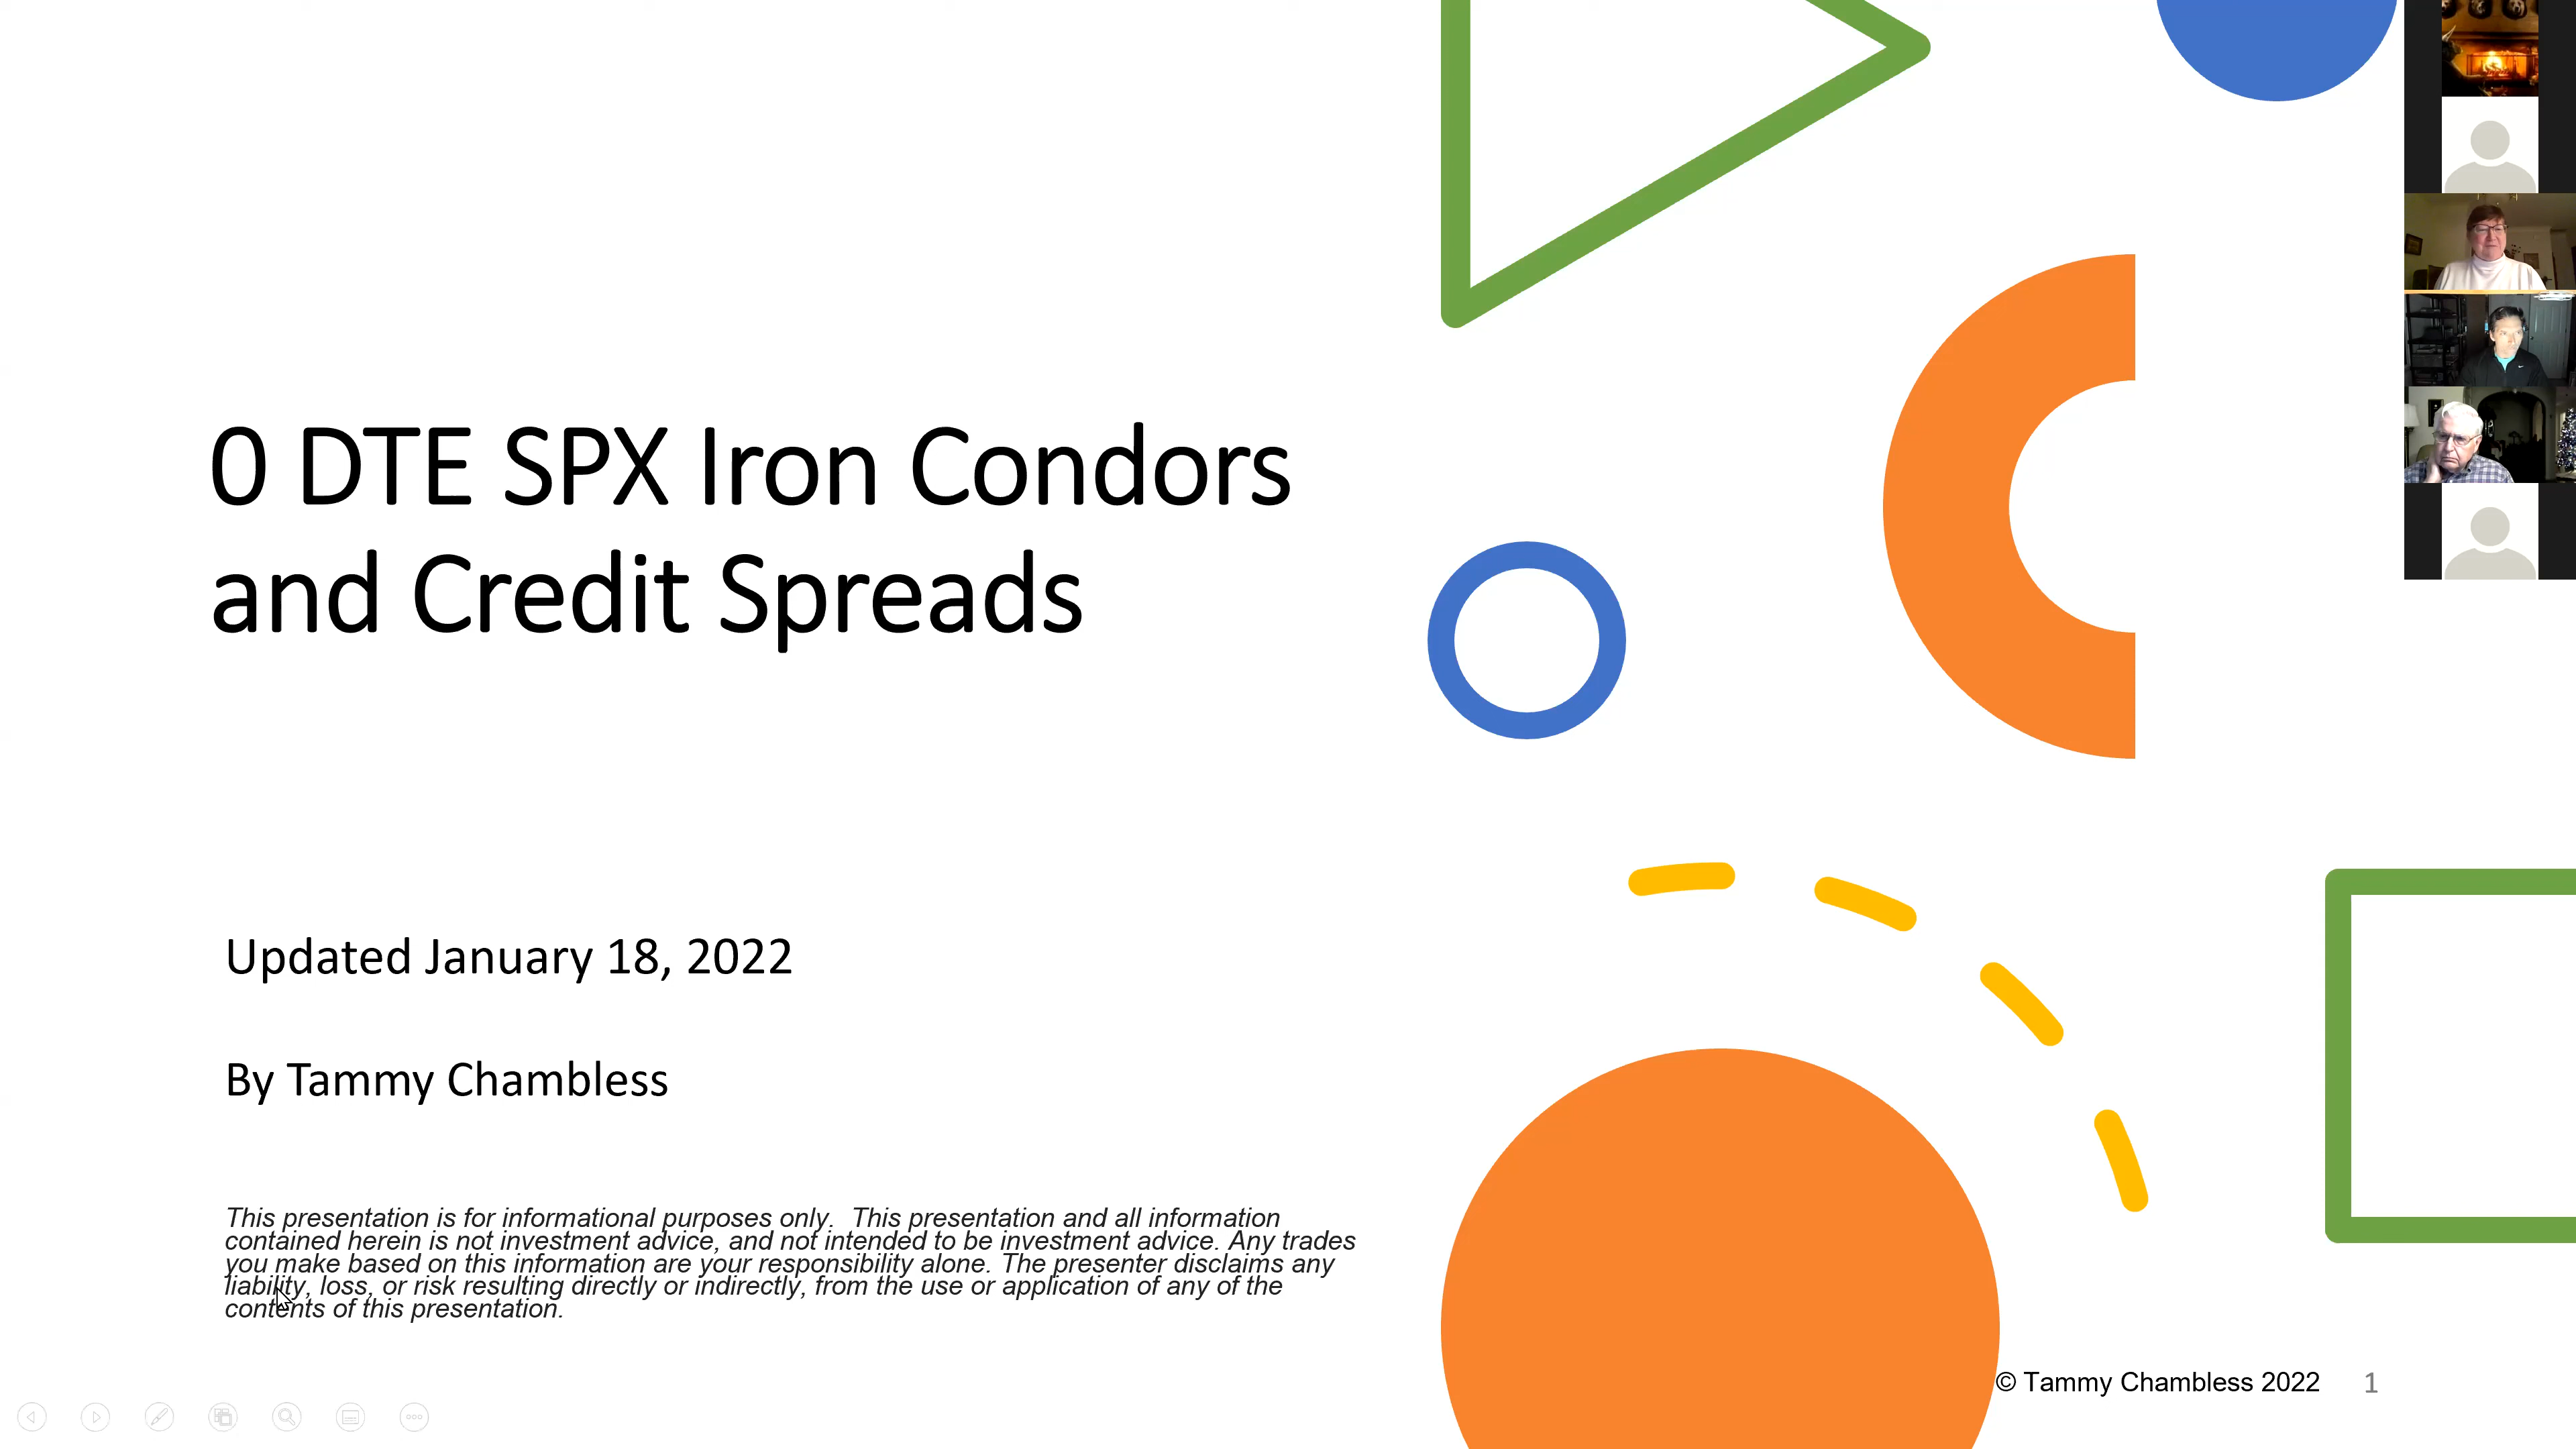 0 DTE SPX Iron Condors
and Credit Spreads
Updated January 18, 2022
By Tammy Chambless
This presentation is for informational purposes only.  This presentation and all information
contained herein is not investment advice, and not intended to be investment advice. Any trades
you make based on this information are your responsibility alone. The presenter disclaims any
liability, loss, or risk resulting directly or indirectly, from the use or application of any of the
contents of this presentation.
© Tammy Chambless 2022 1